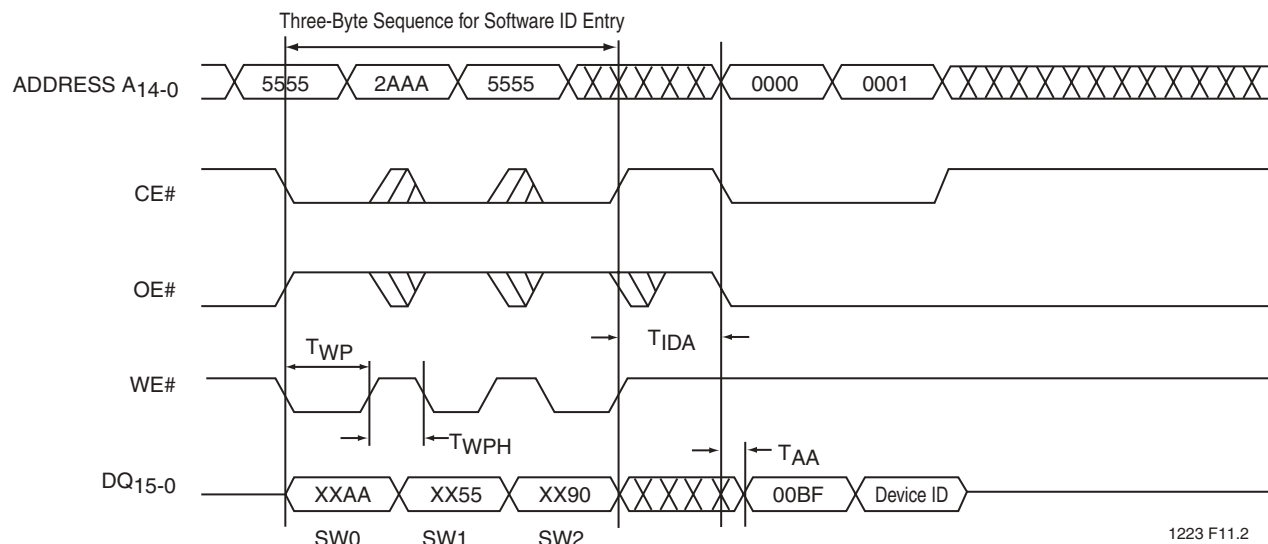 Three-Byte Sequence for Software ID Entry
ADDRESS A14-0
5555 2AAA 5555 0000 0001
CE#
OE#
TIDA
TWP
WE#
TWPH
TAA
DQ15-0
XXAA XX55 XX90 00BF Device ID
SW0 SW1 SW2
1223 F11.2